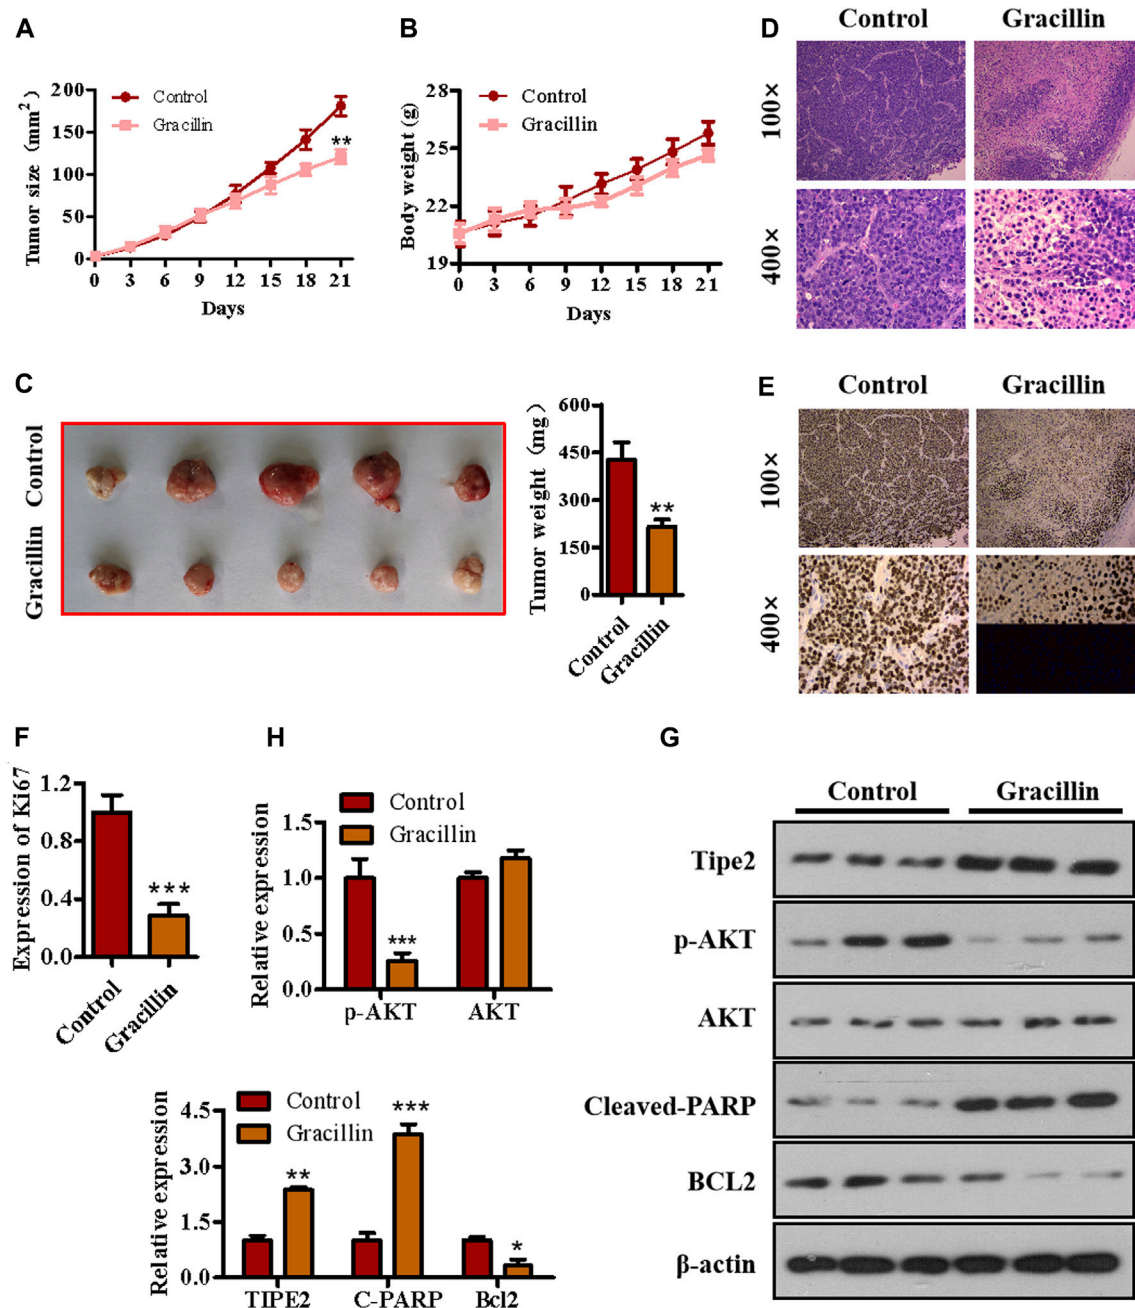 A
Tumor size (mm²)
200
150
100
50
0
Control
Gracillin
**
0 3 6 9 12 15 18 21
Days
B
Body weight (g)
28
25
22
19
Control
Gracillin
0 3 6 9 12 15 18 21
Days
D
Control Gracillin
100×
400×
C
Control
Gracillin
Tumor weight (mg)
600
450
300
150
0
**
Control
Gracillin
E
Control Gracillin
100×
400×
F
Expression of Ki67
1.2
0.8
0.4
0.0
***
Control
Gracillin
H
Relative expression
1.5
1.0
0.5
0.0
Control
Gracillin
***
p-AKT AKT
Relative expression
4.5
3.0
1.5
0.0
Control
Gracillin
**
***
*
TIPE2 C-PARP Bcl2
G
Control Gracillin
Tipe2
p-AKT
AKT
Cleaved-PARP
BCL2
β-actin